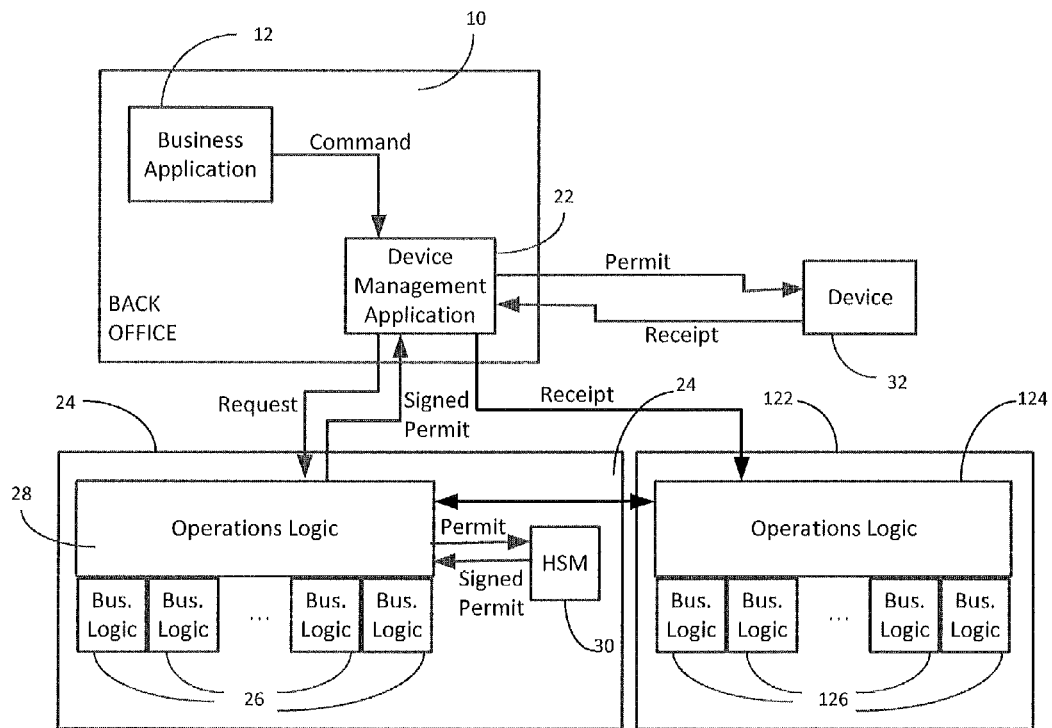 12
10
Business
Application
Command
22
Device
Management
Application
Permit
Device
Receipt
BACK
OFFICE
32
24
Request
Signed
Permit
Receipt
24
122
124
28
Operations Logic
Permit
Signed
Permit
HSM
Operations Logic
Bus.
Logic
Bus.
Logic
...
Bus.
Logic
Bus.
Logic
30
Bus.
Logic
Bus.
Logic
...
Bus.
Logic
Bus.
Logic
26
126